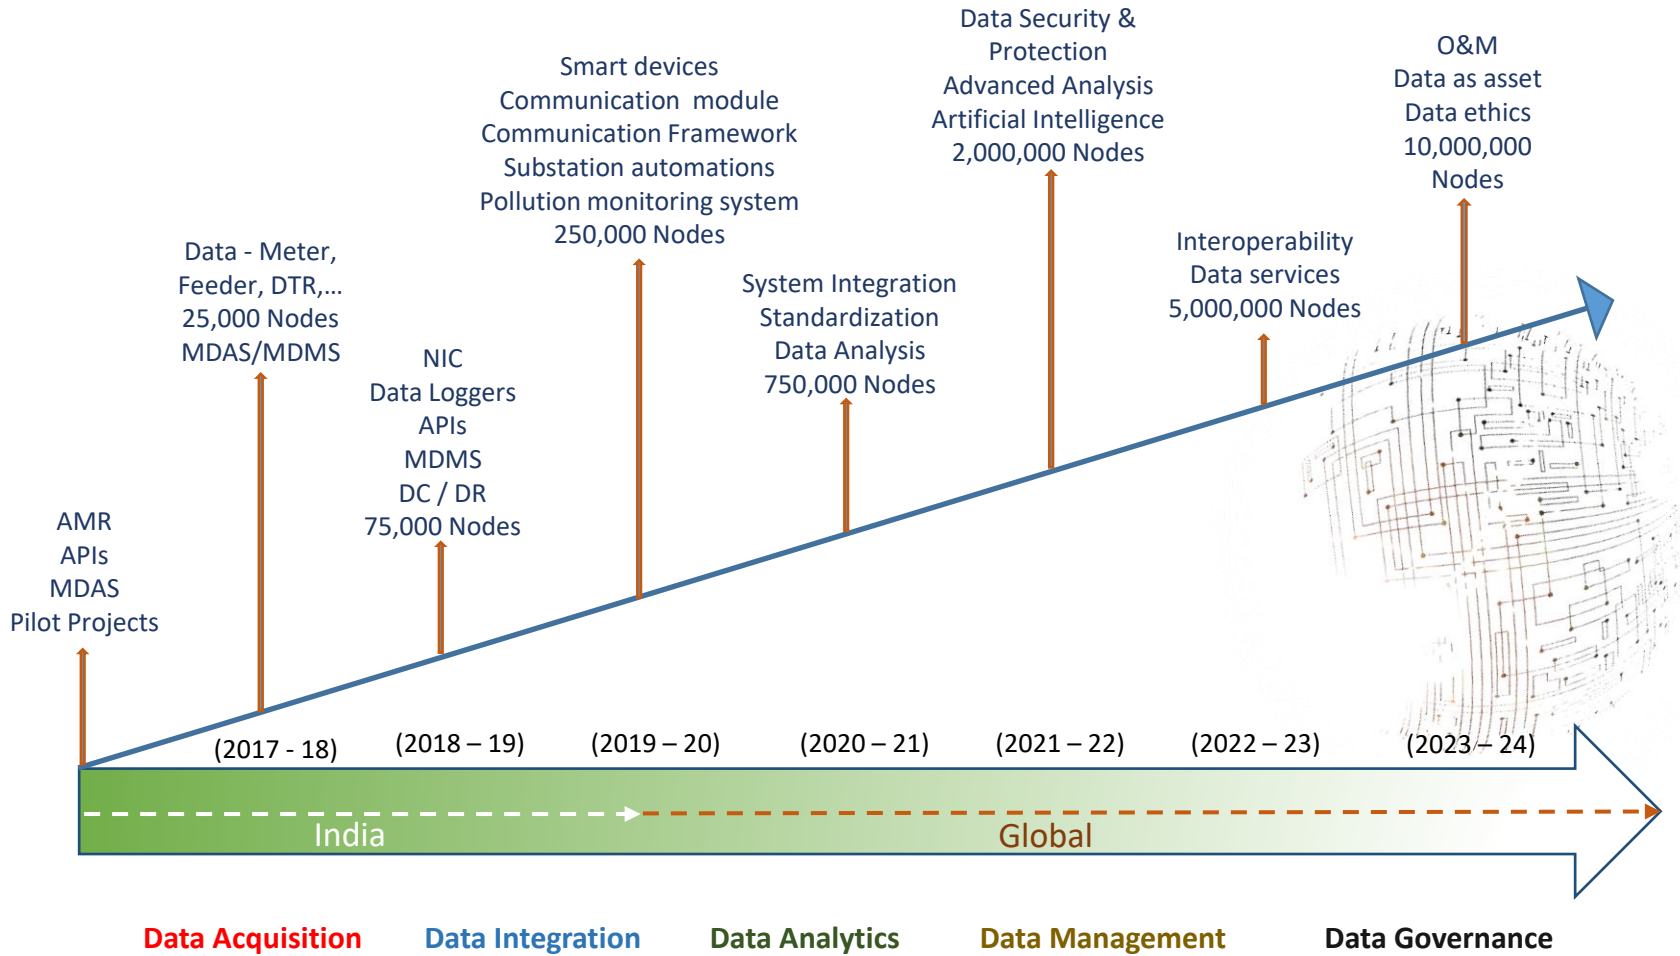 AMR
APIs
MDAS
Pilot Projects
Data - Meter,
Feeder, DTR,...
25,000 Nodes
MDAS/MDMS
NIC
Data Loggers
APIs
MDMS
DC / DR
75,000 Nodes
Smart devices
Communication module
Communication Framework
Substation automations
Pollution monitoring system
250,000 Nodes
System Integration
Standardization
Data Analysis
750,000 Nodes
Data Security &
Protection
Advanced Analysis
Artificial Intelligence
2,000,000 Nodes
Interoperability
Data services
5,000,000 Nodes
O&M
Data as asset
Data ethics
10,000,000
Nodes
(2017 - 18)
(2018 – 19)
(2019 – 20)
(2020 – 21)
(2021 – 22)
(2022 – 23)
(2023 – 24)
India
Global
Data Acquisition
Data Integration
Data Analytics
Data Management
Data Governance